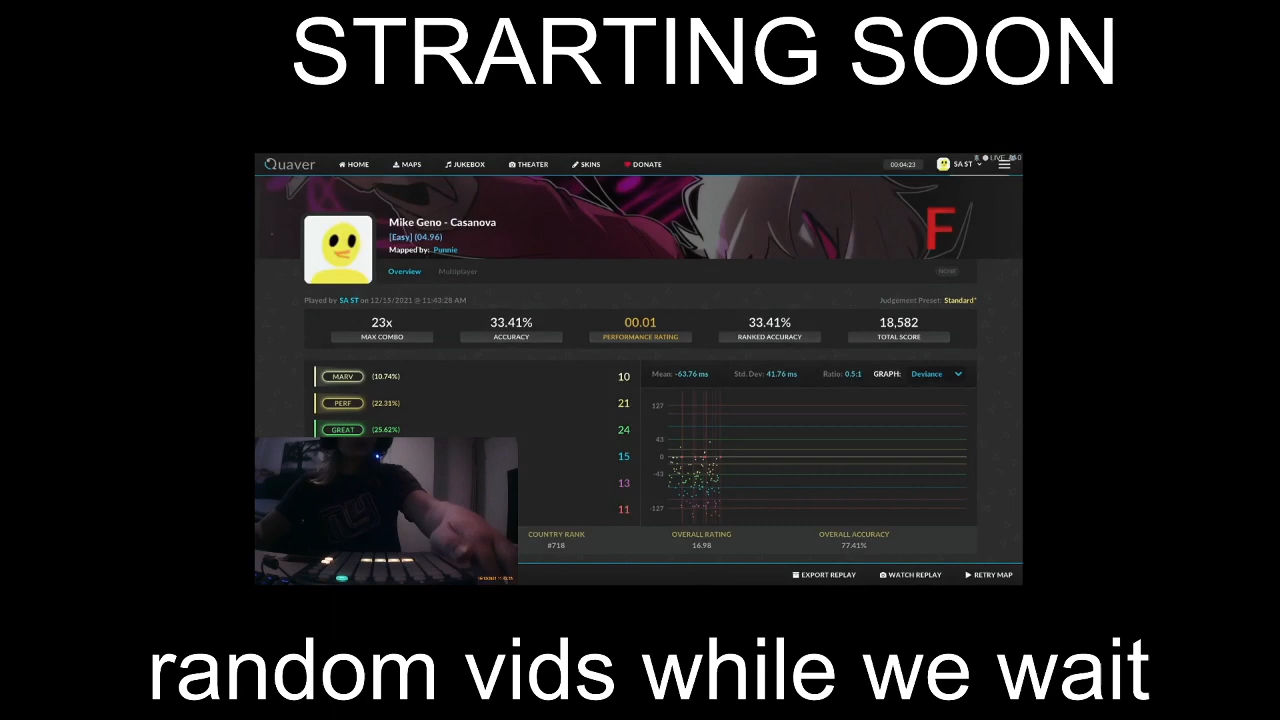 STRARTING SOON
Quaver HOME MAPS JUKEBOX THEATER SKINS DONATE 00:04:23 SA ST LIVE
Mike Geno - Casanova
[Easy] (04.96)
Mapped by: Punnie
F
Overview Multiplayer NONE
Played by SA ST on 12/15/2021 @ 11:43:28 AM Judgement Preset: Standard*
23x 33.41% 00.01 33.41% 18,582
MAX COMBO ACCURACY PERFORMANCE RATING RANKED ACCURACY TOTAL SCORE
MARV (10.74%) 10 Mean: -63.76 ms Std. Dev: 41.76 ms Ratio: 0.5:1 GRAPH: Deviance
PERF (22.31%) 21 127
GREAT (25.62%) 24 43
15 0
13 -43
11 -127
COUNTRY RANK OVERALL RATING OVERALL ACCURACY
#718 16.98 77.41%
EXPORT REPLAY WATCH REPLAY RETRY MAP
random vids while we wait